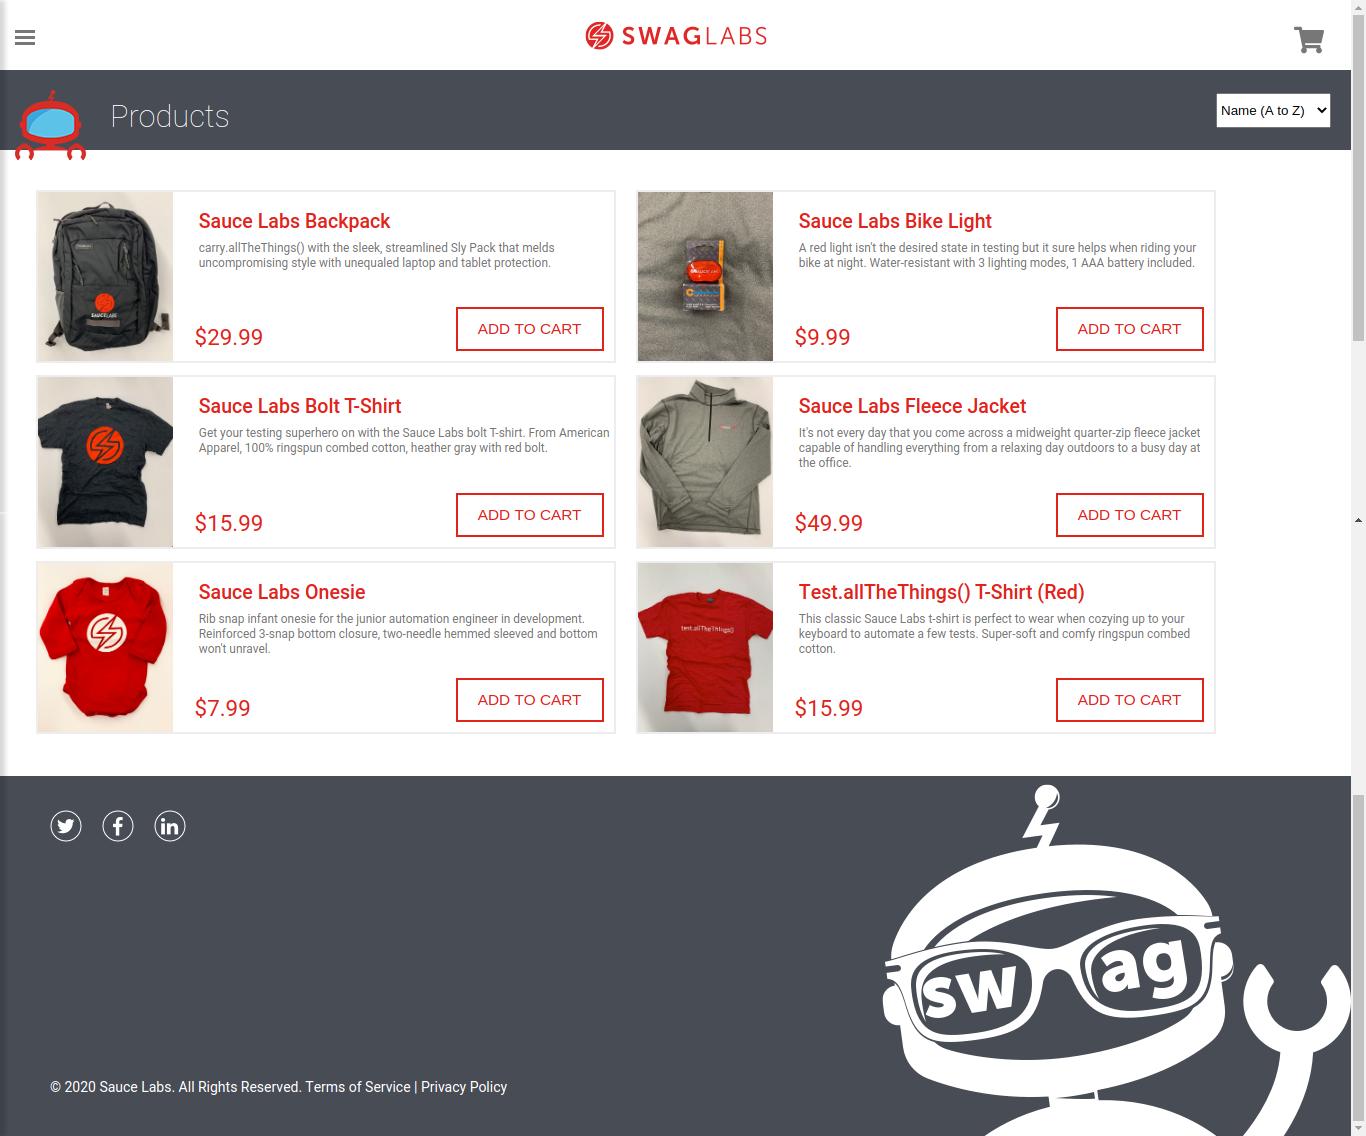 SWAGLABS
Products
Name (A to Z)
Sauce Labs Backpack
carry.allTheThings() with the sleek, streamlined Sly Pack that melds
uncompromising style with unequaled laptop and tablet protection.
$29.99
ADD TO CART
Sauce Labs Bike Light
A red light isn't the desired state in testing but it sure helps when riding your
bike at night. Water-resistant with 3 lighting modes, 1 AAA battery included.
$9.99
ADD TO CART
SAUCELABS
Sauce Labs Bolt T-Shirt
Get your testing superhero on with the Sauce Labs bolt T-shirt. From American
Apparel, 100% ringspun combed cotton, heather gray with red bolt.
$15.99
ADD TO CART
Sauce Labs Fleece Jacket
It's not every day that you come across a midweight quarter-zip fleece jacket
capable of handling everything from a relaxing day outdoors to a busy day at
the office.
$49.99
ADD TO CART
Sauce Labs Onesie
Rib snap infant onesie for the junior automation engineer in development.
Reinforced 3-snap bottom closure, two-needle hemmed sleeved and bottom
won't unravel.
$7.99
ADD TO CART
test.allTheThings()
Test.allTheThings() T-Shirt (Red)
This classic Sauce Labs t-shirt is perfect to wear when cozying up to your
keyboard to automate a few tests. Super-soft and comfy ringspun combed
cotton.
$15.99
ADD TO CART
swag
© 2020 Sauce Labs. All Rights Reserved. Terms of Service | Privacy Policy